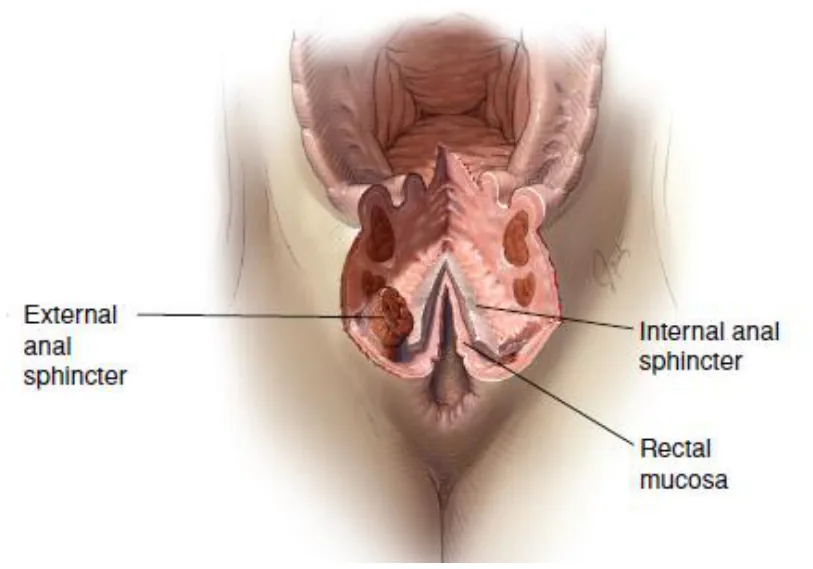 External
anal
sphincter
Internal anal
sphincter
Rectal
mucosa